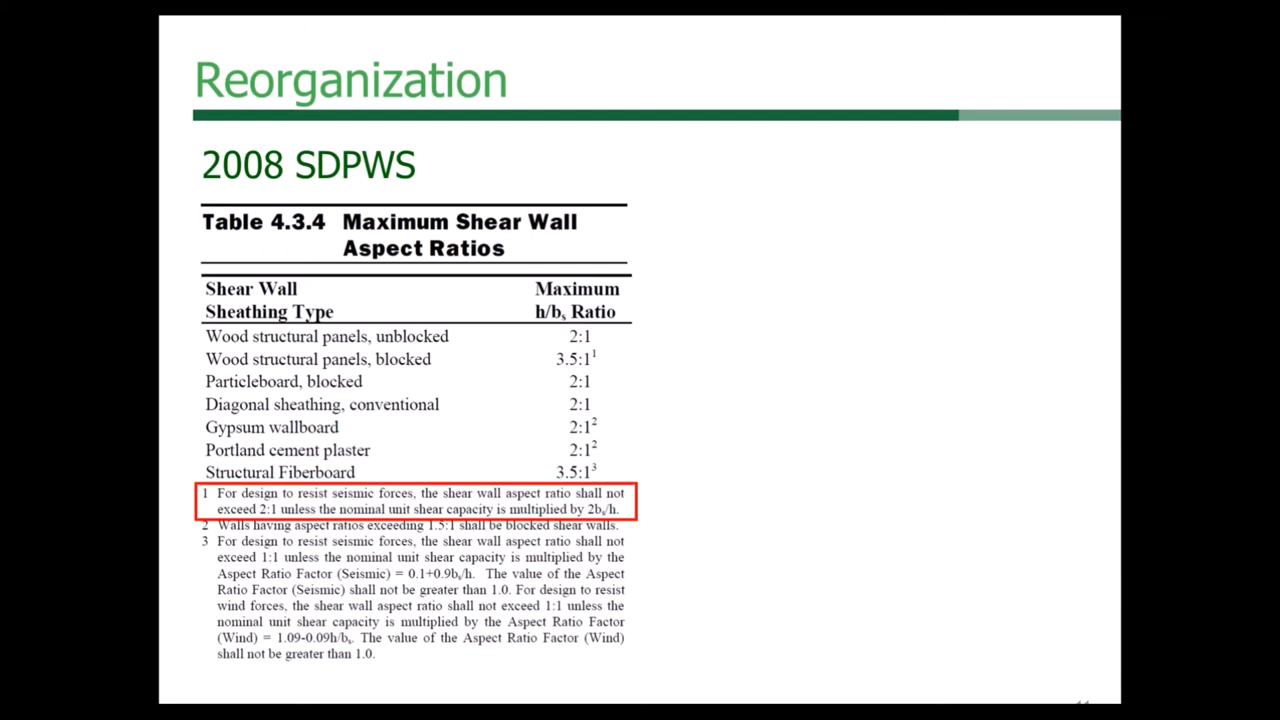 Reorganization
2008 SDPWS
Table 4.3.4 Maximum Shear Wall
Aspect Ratios
Shear Wall Maximum
Sheathing Type h/bs Ratio
Wood structural panels, unblocked 2:1
Wood structural panels, blocked 3.5:1¹
Particleboard, blocked 2:1
Diagonal sheathing, conventional 2:1
Gypsum wallboard 2:1²
Portland cement plaster 2:1²
Structural Fiberboard 3.5:1³
1 For design to resist seismic forces, the shear wall aspect ratio shall not
exceed 2:1 unless the nominal unit shear capacity is multiplied by 2bs/h.
2 Walls having aspect ratios exceeding 1.5:1 shall be blocked shear walls.
3 For design to resist seismic forces, the shear wall aspect ratio shall not
exceed 1:1 unless the nominal unit shear capacity is multiplied by the
Aspect Ratio Factor (Seismic) = 0.1+0.9bs/h. The value of the Aspect
Ratio Factor (Seismic) shall not be greater than 1.0. For design to resist
wind forces, the shear wall aspect ratio shall not exceed 1:1 unless the
nominal unit shear capacity is multiplied by the Aspect Ratio Factor
(Wind) = 1.09-0.09h/bs. The value of the Aspect Ratio Factor (Wind)
shall not be greater than 1.0.